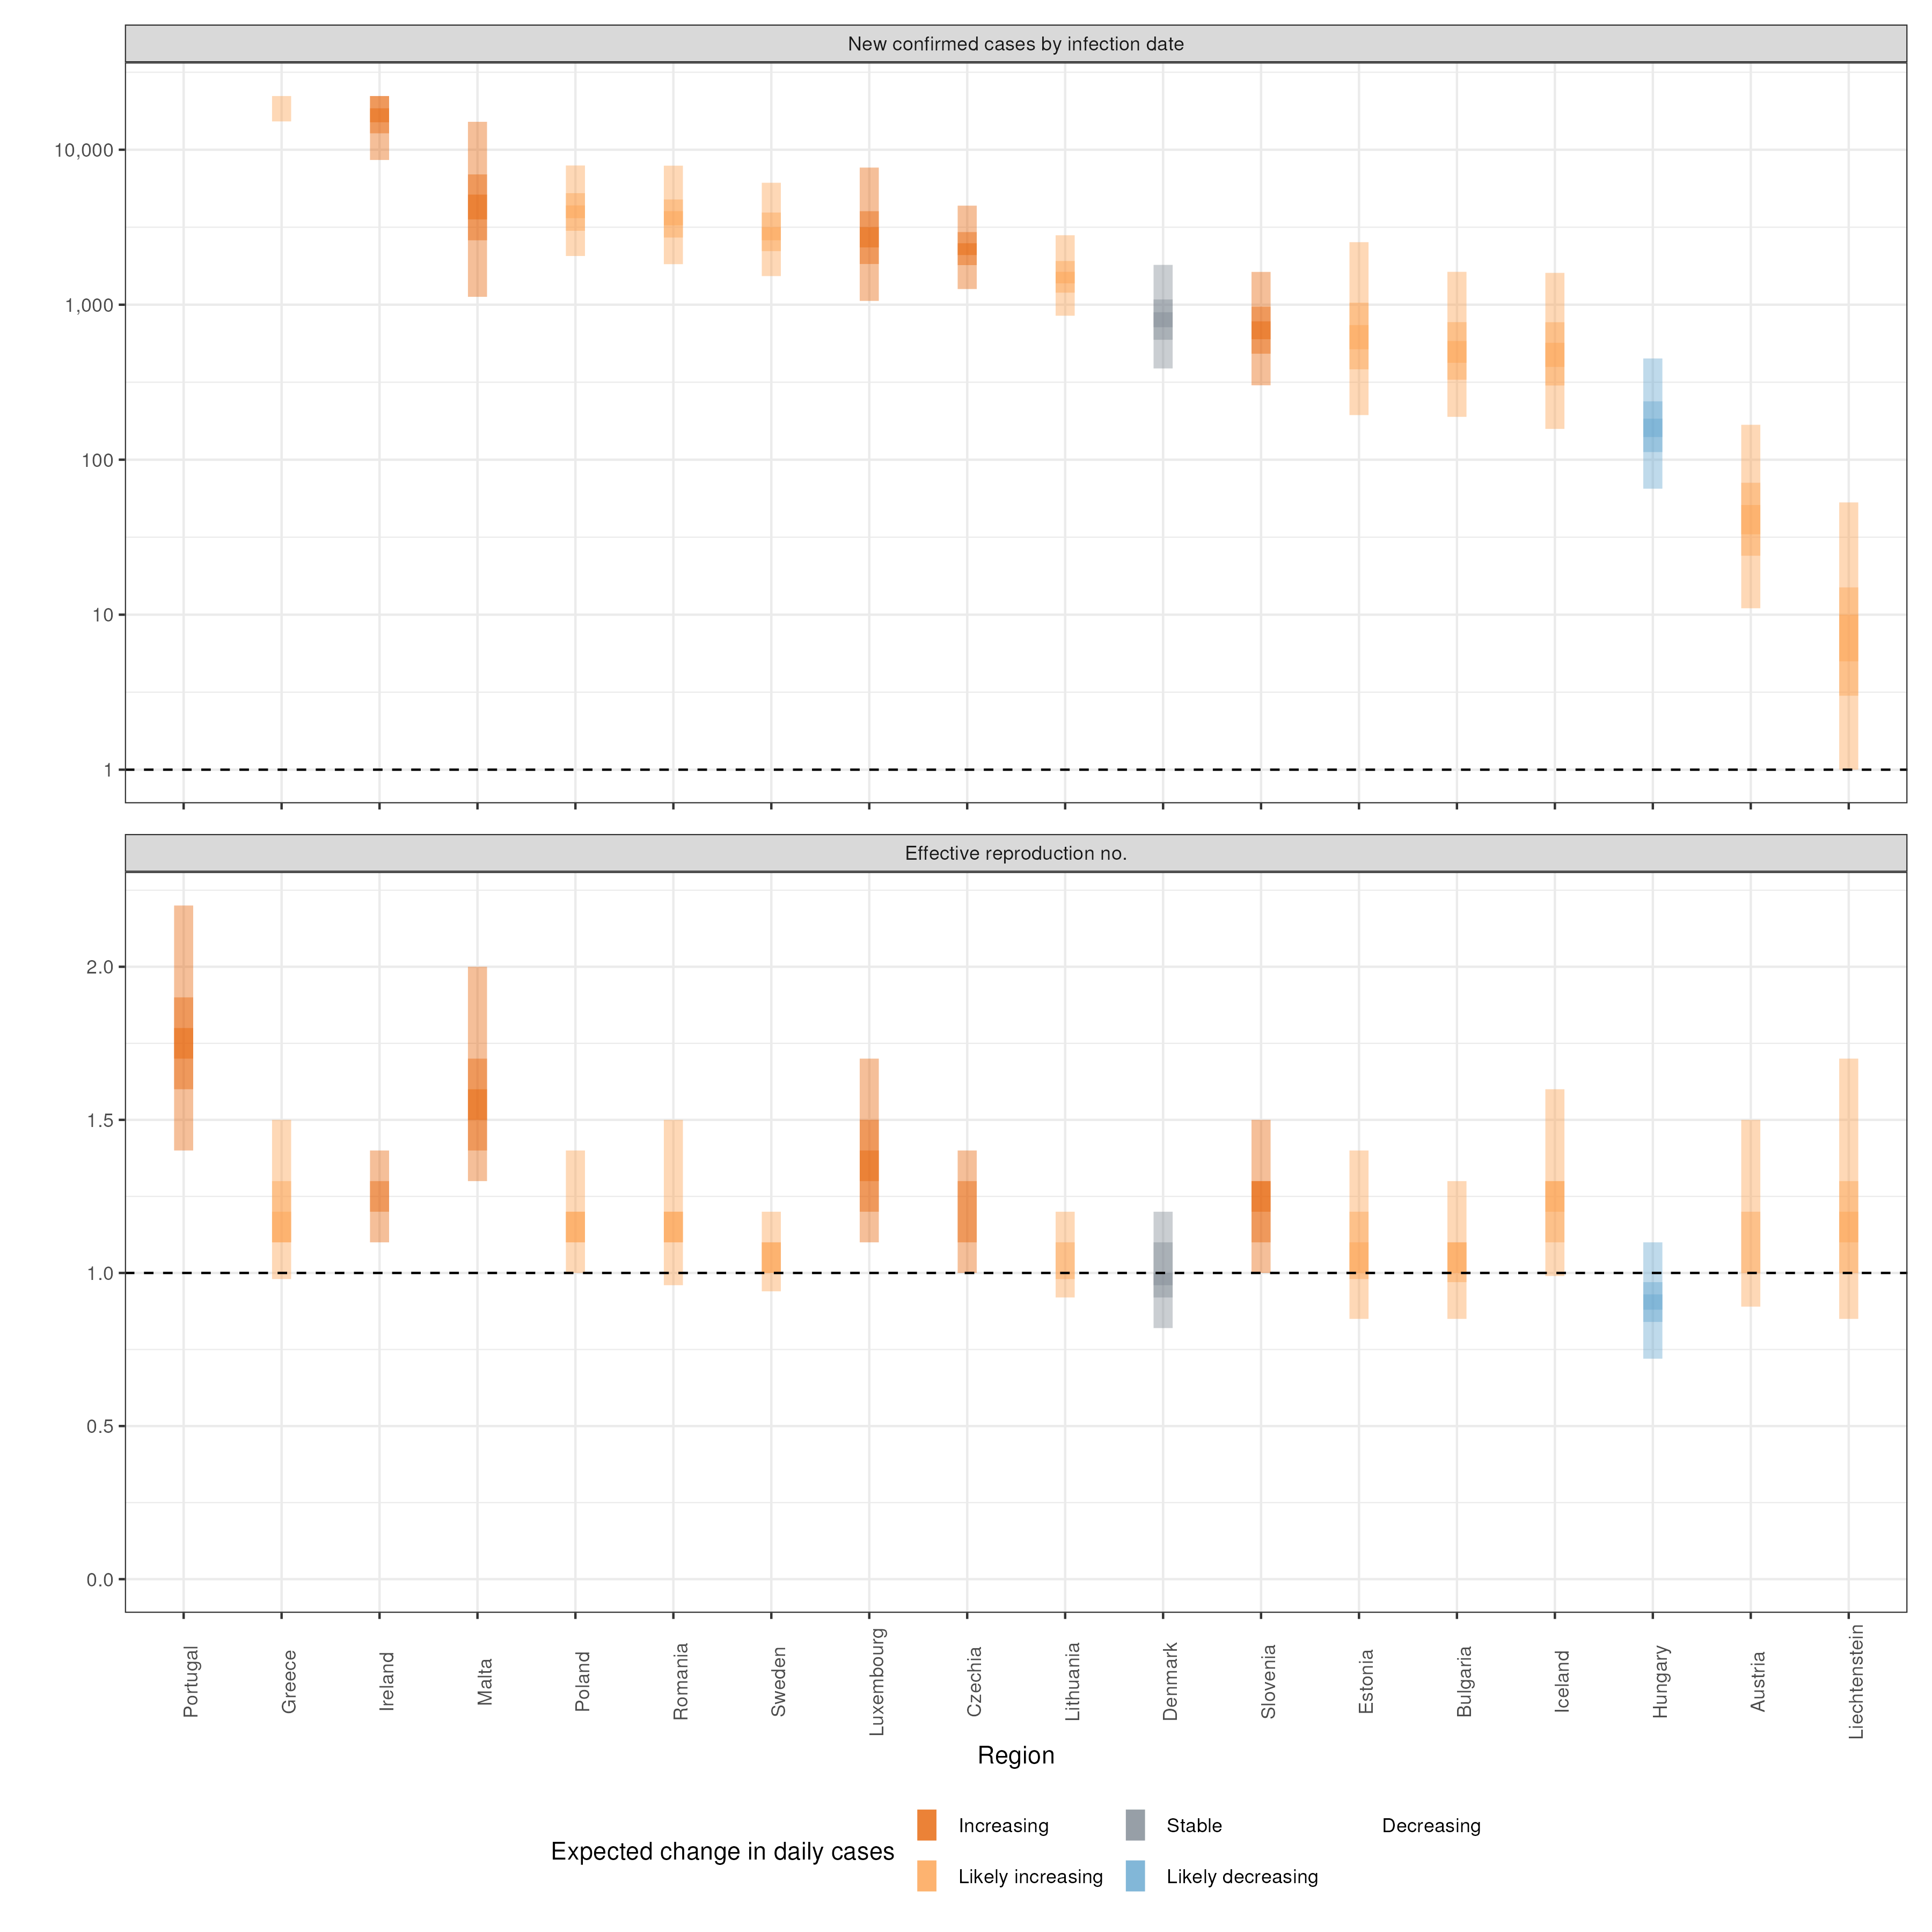 New confirmed cases by infection date
10,000
1,000
100
10
1
Effective reproduction no.
2.0
1.5
1.0
0.5
0.0
Portugal
Greece
Ireland
Malta
Poland
Romania
Sweden
Luxembourg
Czechia
Lithuania
Denmark
Slovenia
Estonia
Bulgaria
Iceland
Hungary
Austria
Liechtenstein
Region
Expected change in daily cases
Increasing
Likely increasing
Stable
Likely decreasing
Decreasing